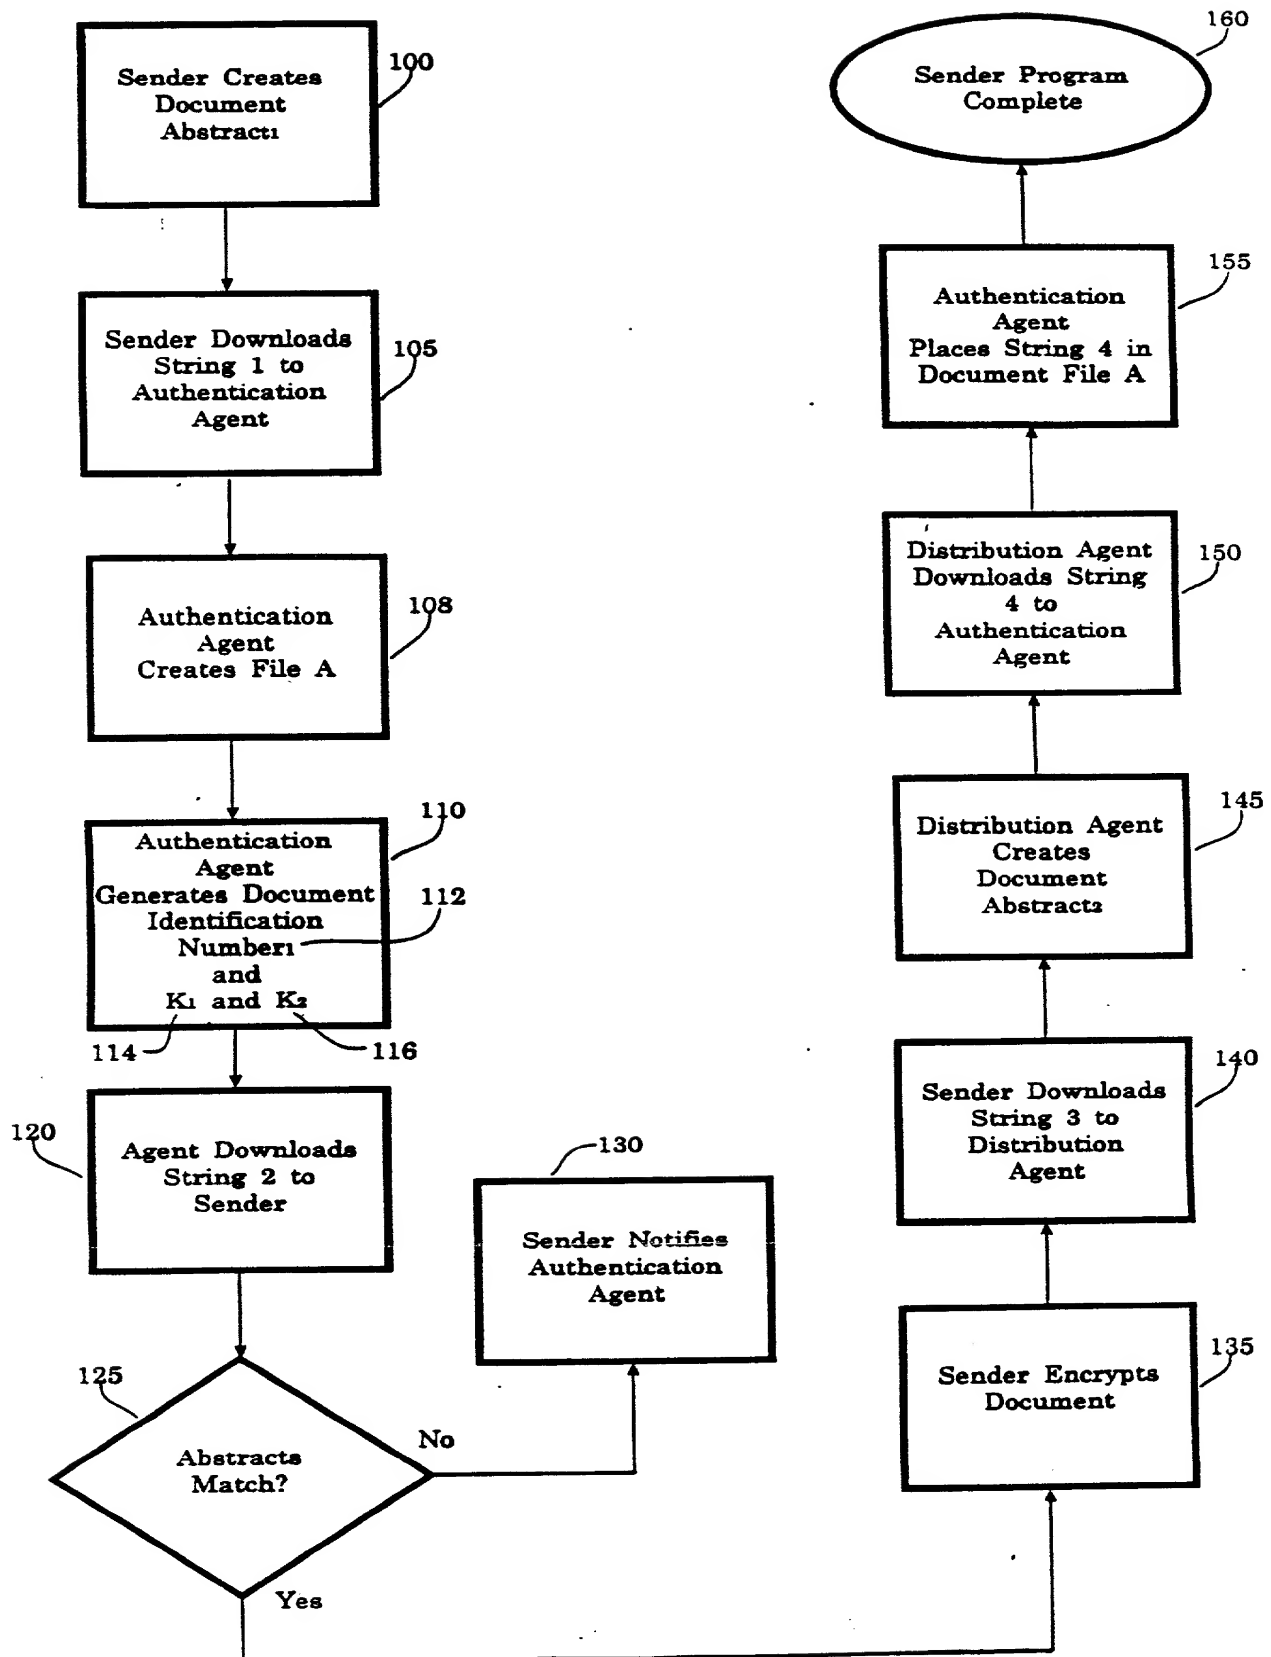 Sender Creates
Document
Abstract₁
100
Sender Downloads
String 1 to
Authentication
Agent
105
Authentication
Agent
Creates File A
108
Authentication
Agent
Generates Document
Identification
Number₁
and
K₁ and K₂
110
112
114
116
Agent Downloads
String 2 to
Sender
120
Abstracts
Match?
125
No
Yes
Sender Notifies
Authentication
Agent
130
Sender Encrypts
Document
135
Sender Downloads
String 3 to
Distribution
Agent
140
Distribution Agent
Creates
Document
Abstract₂
145
Distribution Agent
Downloads String
4 to
Authentication
Agent
150
Authentication
Agent
Places String 4 in
Document File A
155
Sender Program
Complete
160